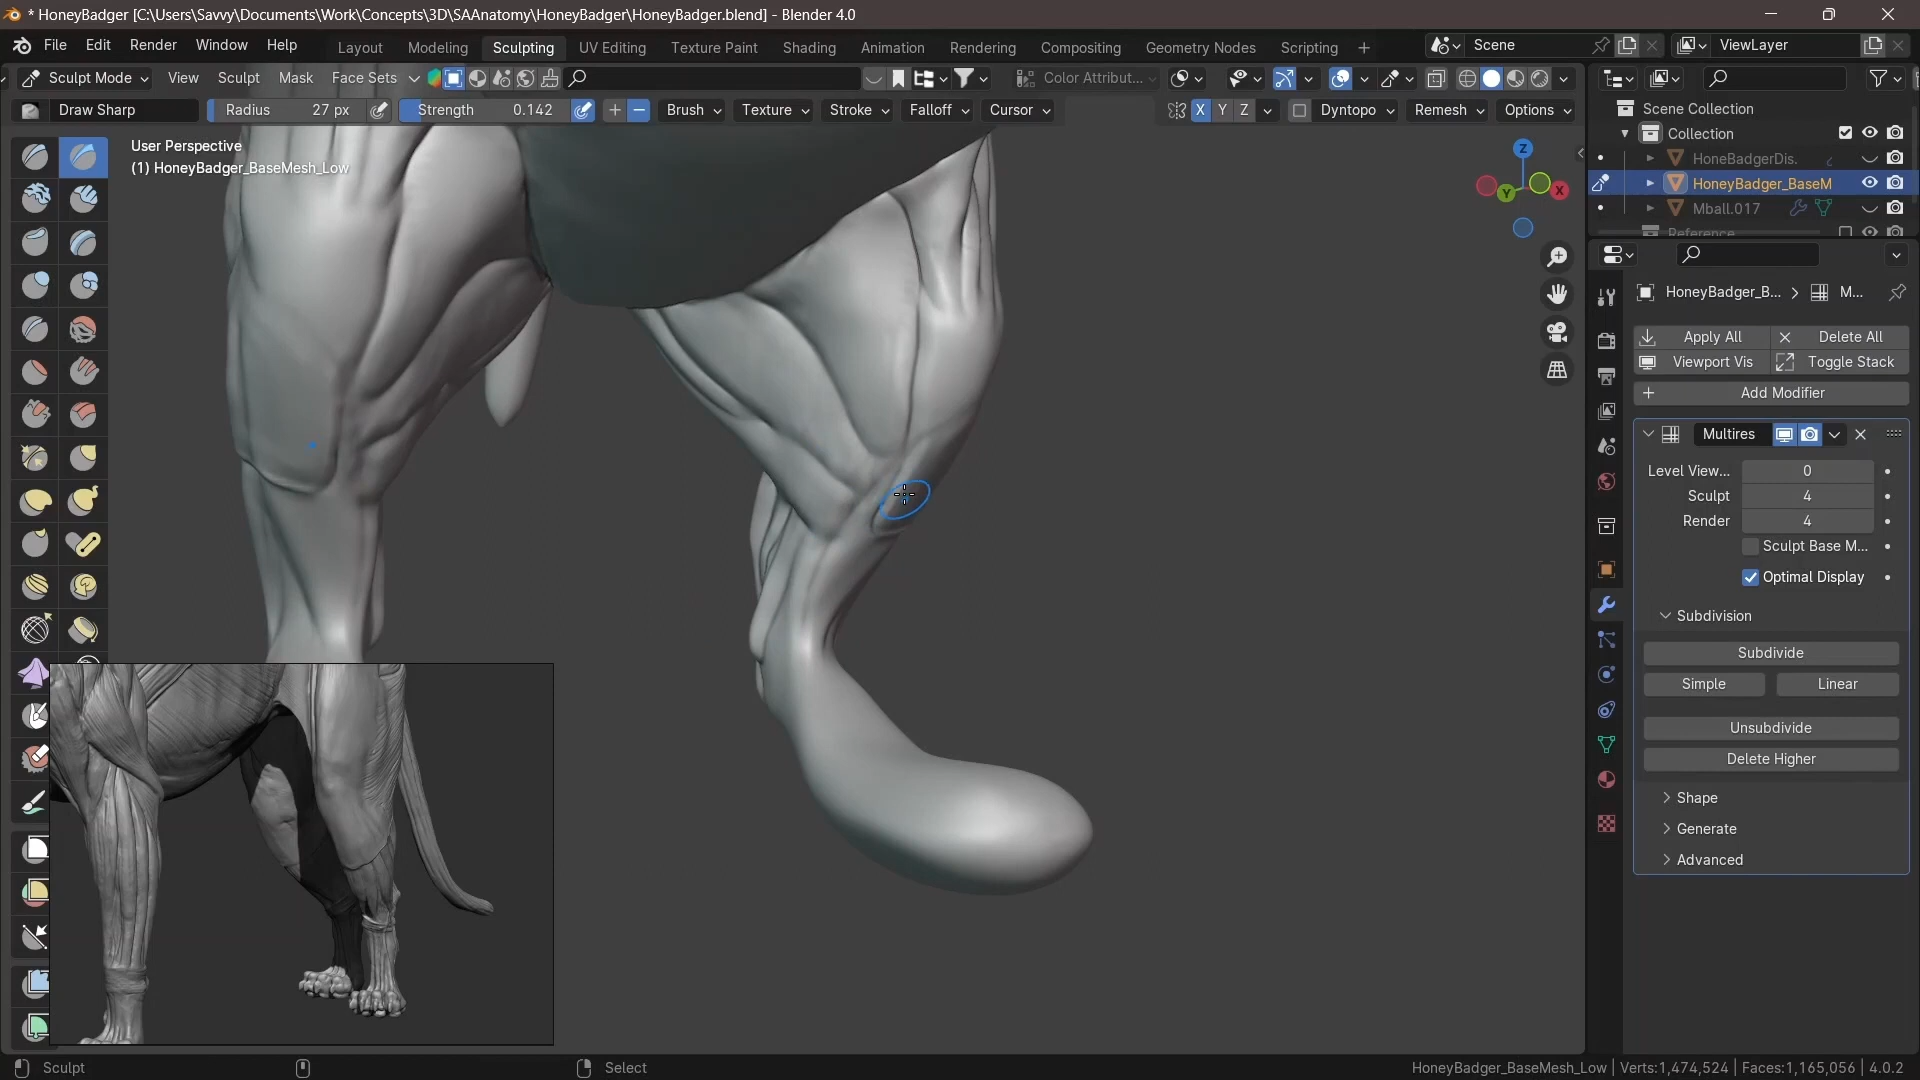 * HoneyBadger [C:\Users\Savvy\Documents\Work\Concepts\3D\SAAnatomy\HoneyBadger\HoneyBadger.blend] - Blender 4.0
File Edit Render Window Help Layout Modeling Sculpting UV Editing Texture Paint Shading Animation Rendering Compositing Geometry Nodes Scripting + Scene ViewLayer
Sculpt Mode View Sculpt Mask Face Sets Color Attribut...
Draw Sharp Radius 27 px Strength 0.142 Brush Texture Stroke Falloff Cursor X Y Z Dyntopo Remesh Options
User Perspective
(1) HoneyBadger_BaseMesh_Low
Z
X
Y
Scene Collection
Collection
HoneBadgerDis.
HoneyBadger_BaseM
Mball.017
Reference
HoneyBadger_B... > M...
Apply All Delete All
Viewport Vis Toggle Stack
Add Modifier
Multires
Level View... 0
Sculpt 4
Render 4
Sculpt Base M...
Optimal Display
Subdivision
Subdivide
Simple Linear
Unsubdivide
Delete Higher
Shape
Generate
Advanced
Sculpt Select HoneyBadger_BaseMesh_Low | Verts:1,474,524 | Faces:1,165,056 | 4.0.2